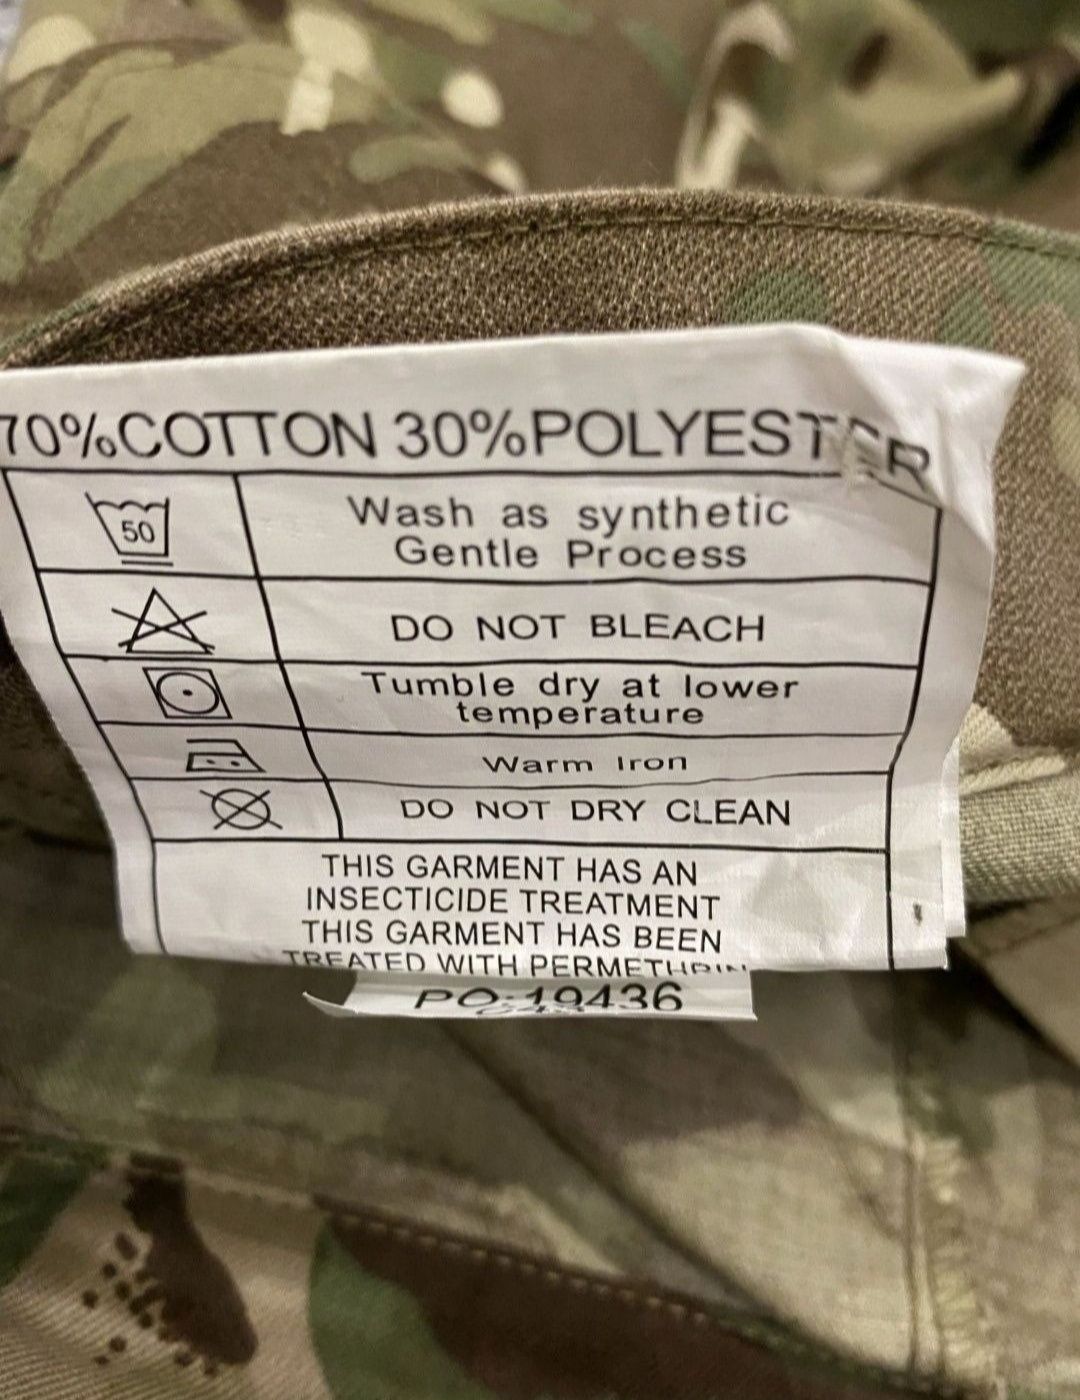 70%COTTON 30%POLYESTER
50
Wash as synthetic
Gentle Process
DO NOT BLEACH
Tumble dry at lower
temperature
Warm Iron
DO NOT DRY CLEAN
THIS GARMENT HAS AN
INSECTICIDE TREATMENT
THIS GARMENT HAS BEEN
TREATED WITH PERMETHRIN
PO:19436